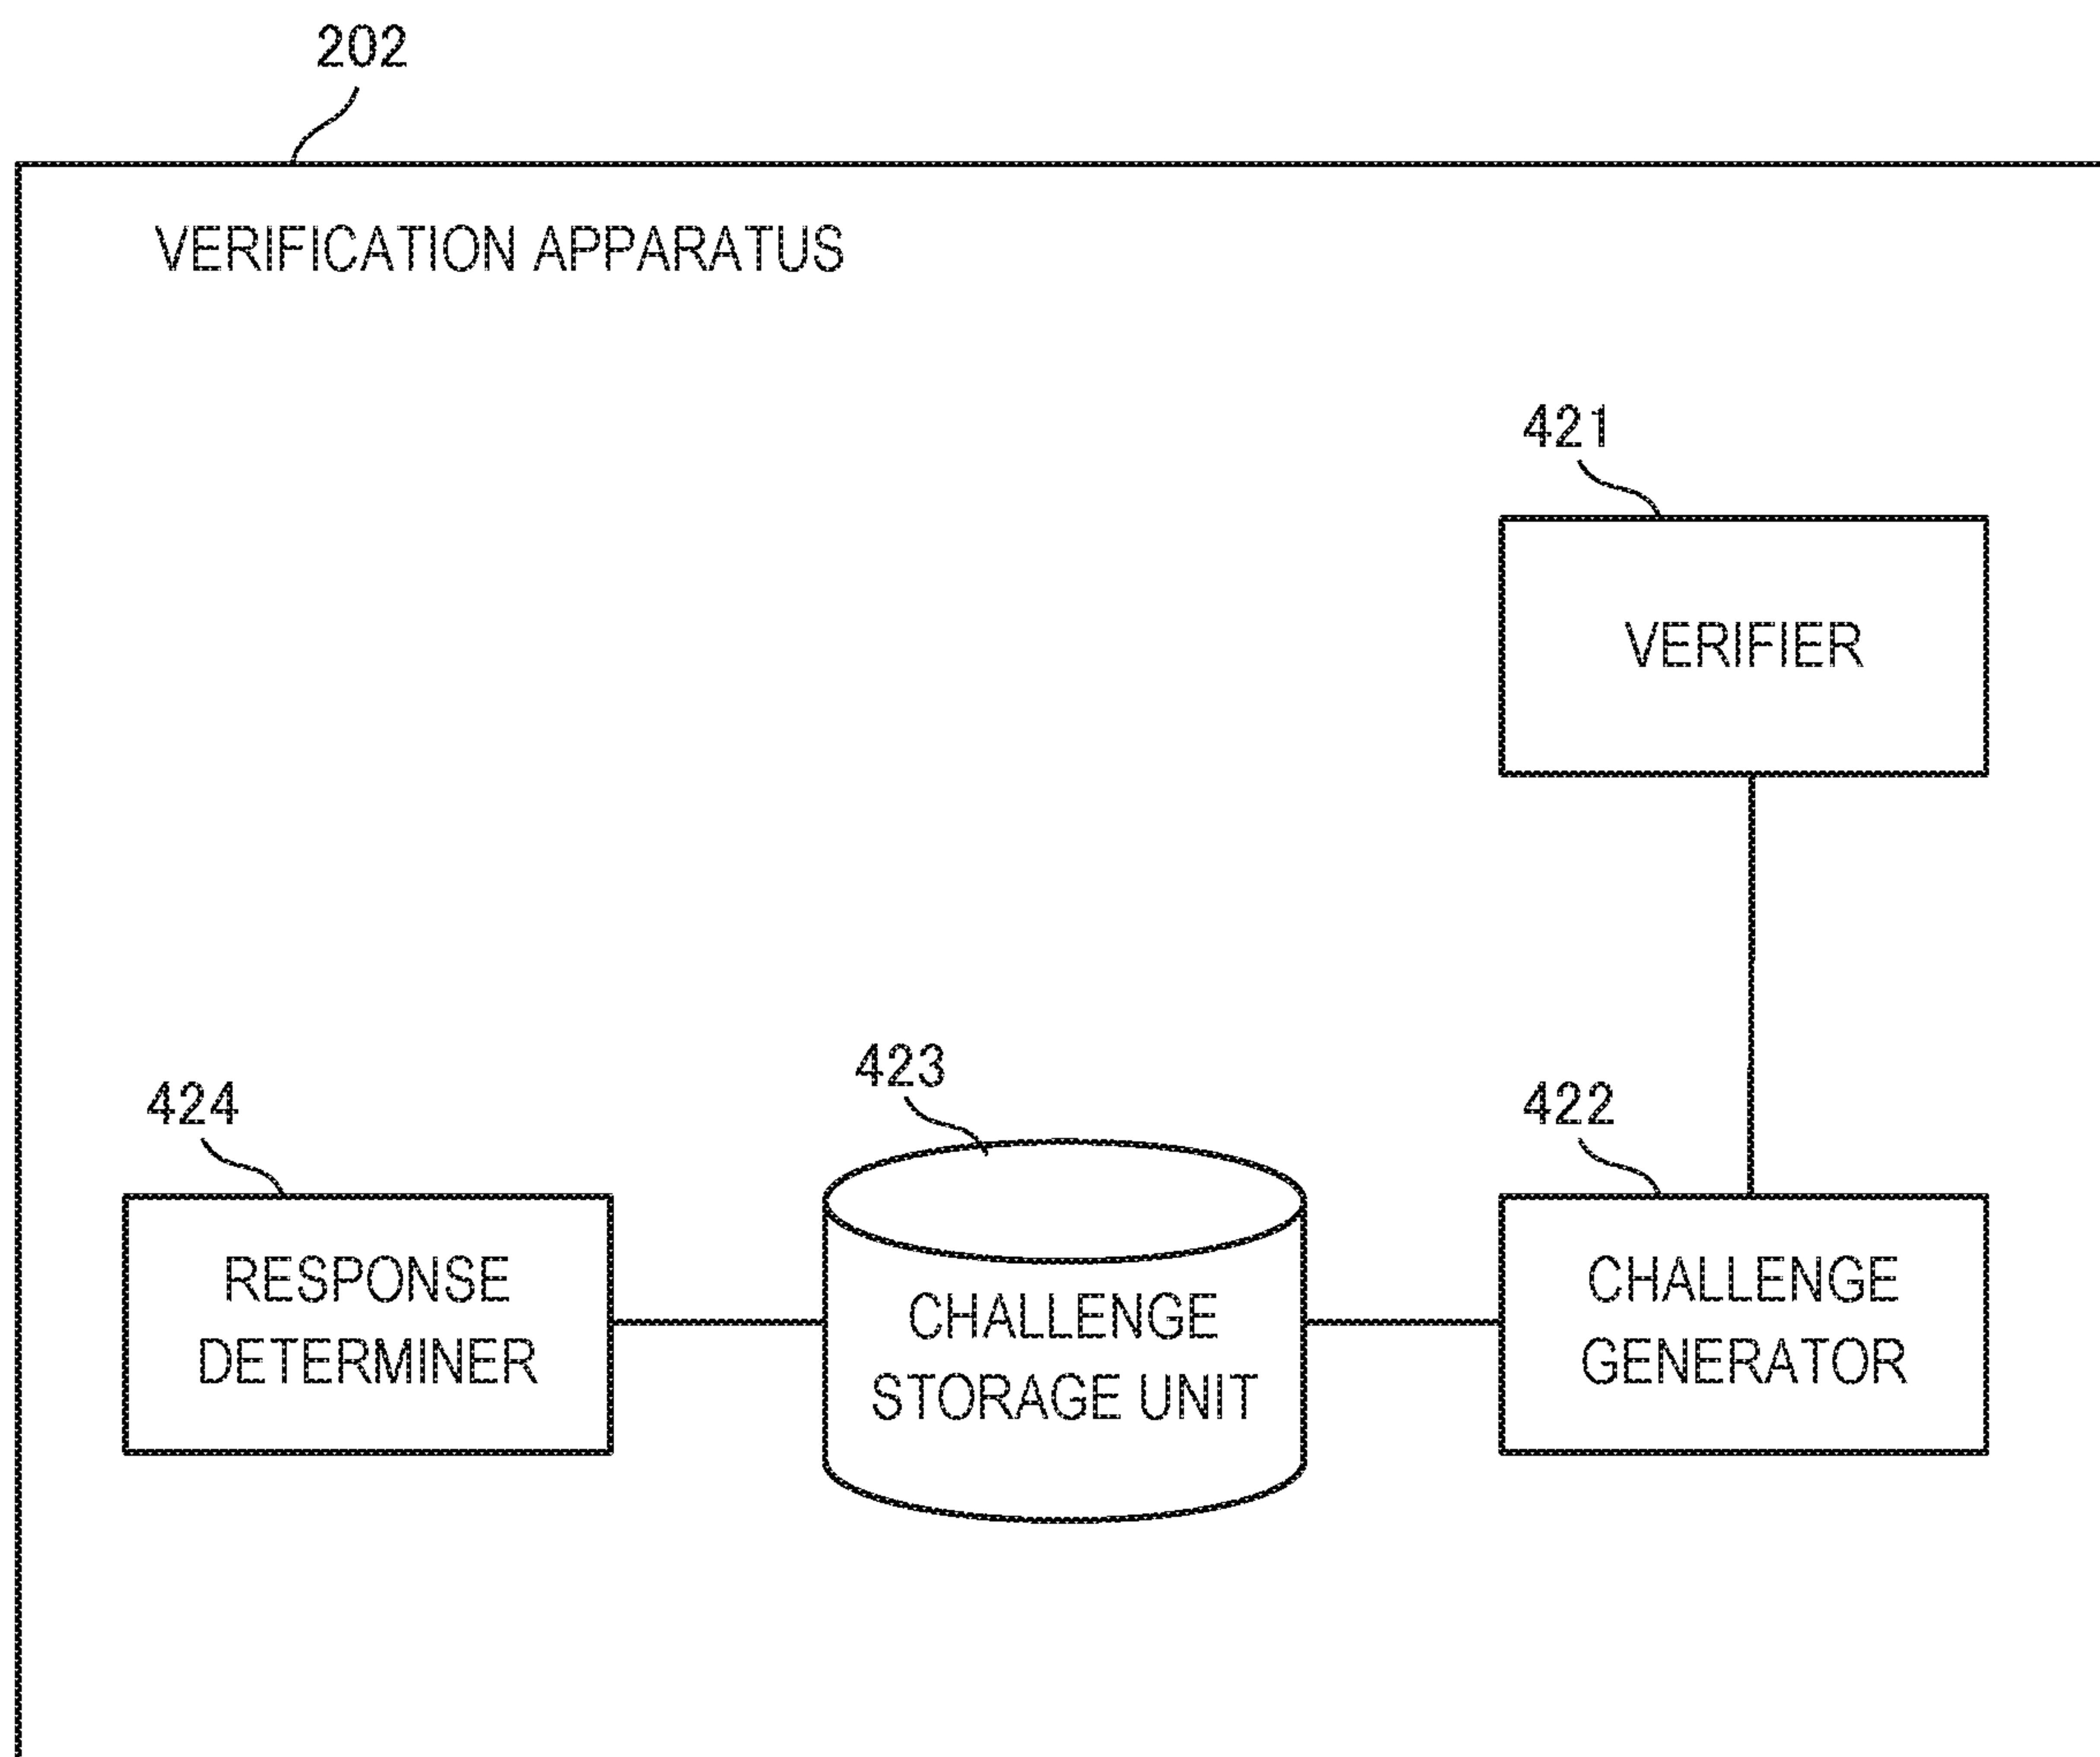 202
VERIFICATION APPARATUS
421
VERIFIER
424
423
422
RESPONSE
DETERMINER
CHALLENGE
STORAGE UNIT
CHALLENGE
GENERATOR